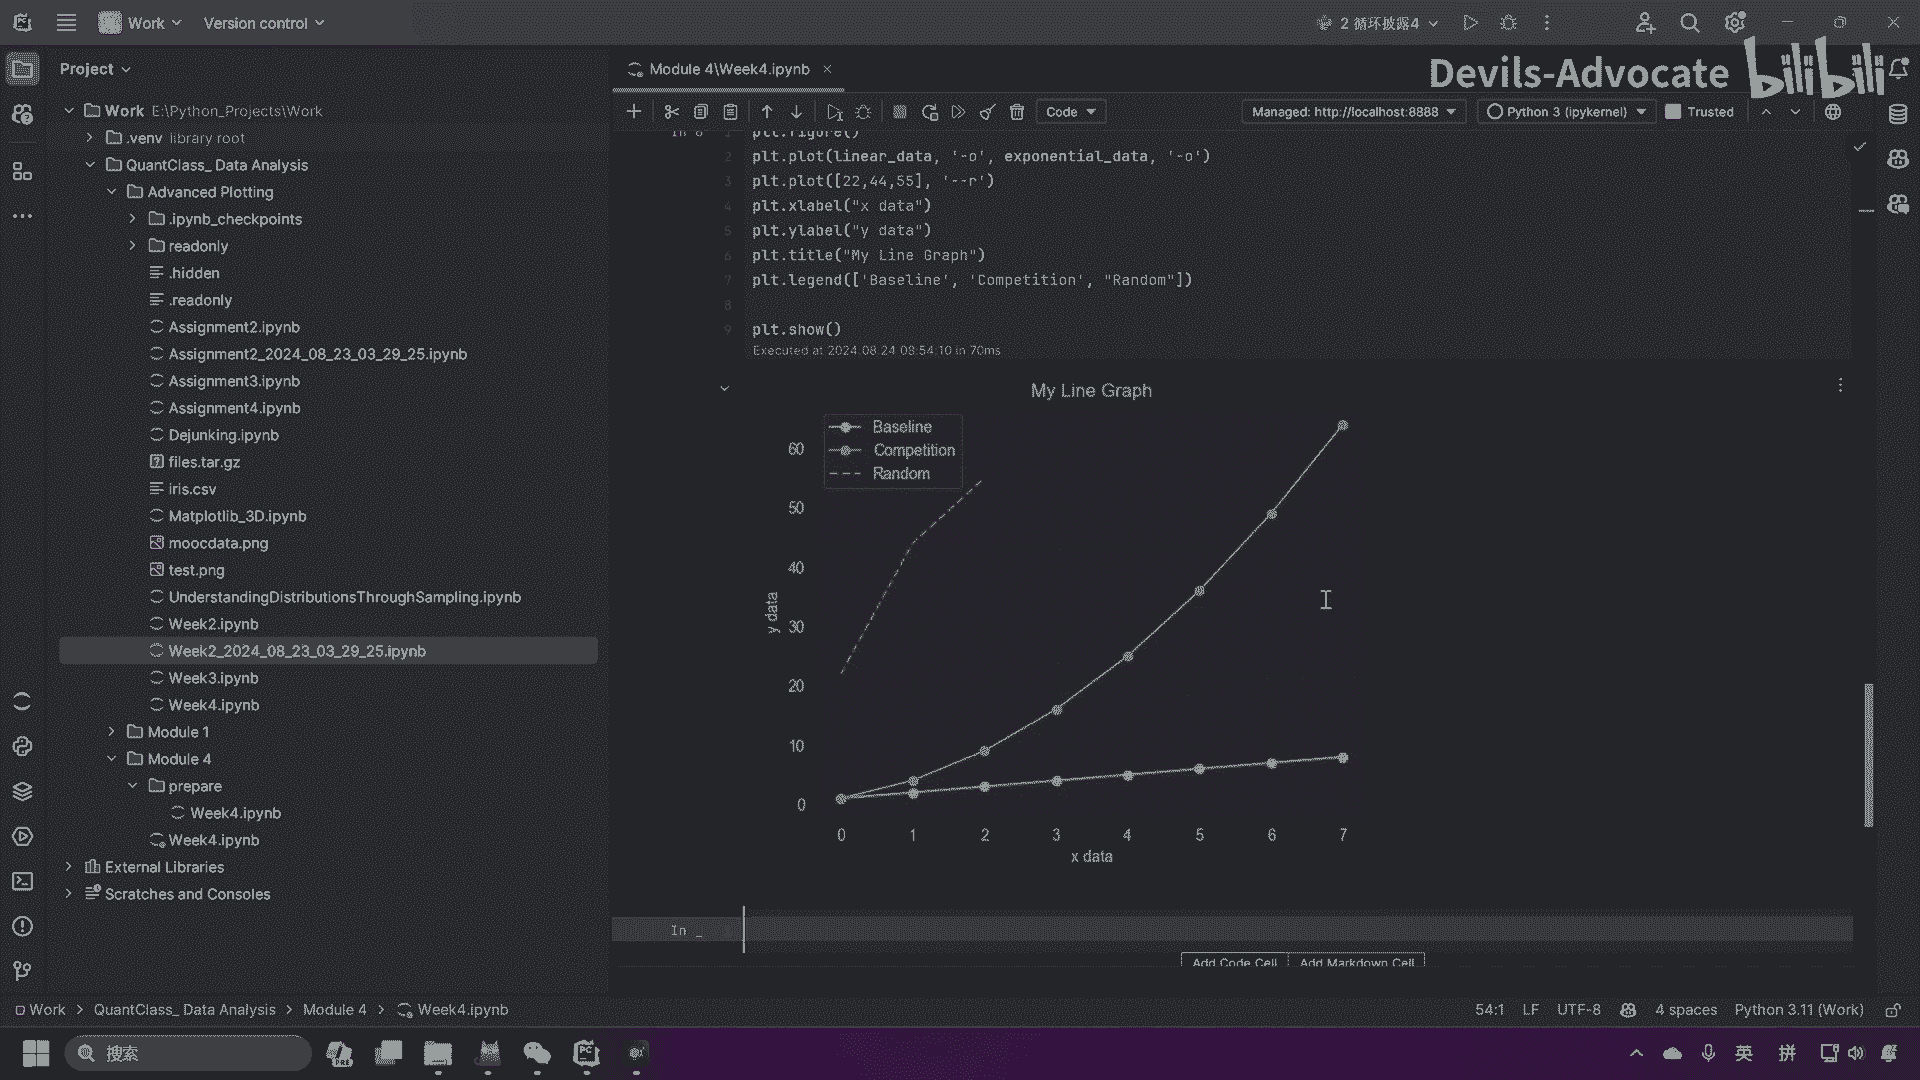 Work
Version control
2 循环披露4
Project
Module 4\Week4.ipynb
Devils-Advocate
bilibili
Work E:\Python_Projects\Work
.venv library root
QuantClass_ Data Analysis
Advanced Plotting
.ipynb_checkpoints
readonly
.hidden
.readonly
Assignment2.ipynb
Assignment2_2024_08_23_03_29_25.ipynb
Assignment3.ipynb
Assignment4.ipynb
Dejunking.ipynb
files.tar.gz
iris.csv
Matplotlib_3D.ipynb
moocdata.png
test.png
UnderstandingDistributionsThroughSampling.ipynb
Week2.ipynb
Week2_2024_08_23_03_29_25.ipynb
Week3.ipynb
Week4.ipynb
Module 1
Module 4
prepare
Week4.ipynb
Week4.ipynb
External Libraries
Scratches and Consoles
Code
Managed: http://localhost:8888
Python 3 (ipykernel)
Trusted
In 6 1 plt.figure()
2 plt.plot(linear_data, '-o', exponential_data, '-o')
3 plt.plot([22,44,55], '--r')
4 plt.xlabel("x data")
5 plt.ylabel("y data")
6 plt.title("My Line Graph")
7 plt.legend(['Baseline', 'Competition', "Random"])
8
9 plt.show()
Executed at 2024.08.24 08:54:10 in 70ms
My Line Graph
Baseline
Competition
Random
60
50
40
30
20
10
0
y data
0 1 2 3 4 5 6 7
x data
In _
Add Code Cell Add Markdown Cell
Work > QuantClass_ Data Analysis > Module 4 > Week4.ipynb
54:1 LF UTF-8 4 spaces Python 3.11 (Work)
搜索
英
拼